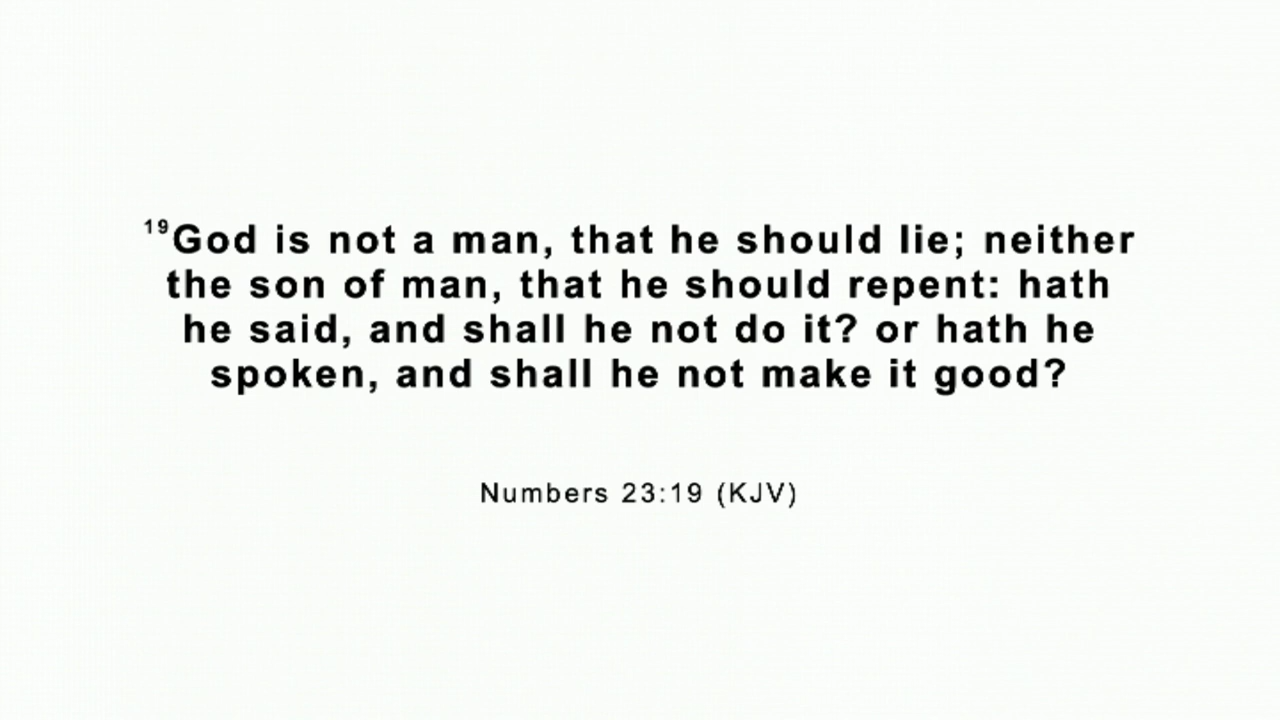 19God is not a man, that he should lie; neither
the son of man, that he should repent: hath
he said, and shall he not do it? or hath he
spoken, and shall he not make it good?
Numbers 23:19 (KJV)